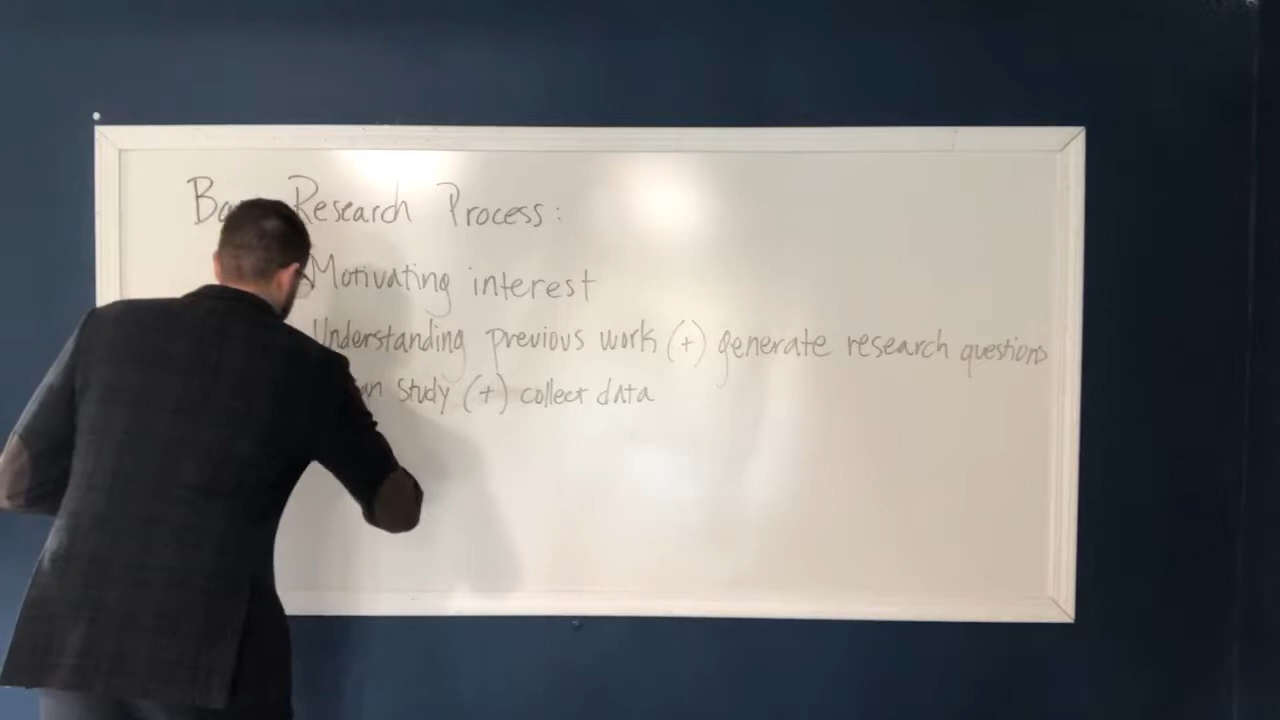 Research Process:
Motivating interest
Understanding previous work (+) generate research questions
study (+) collect data